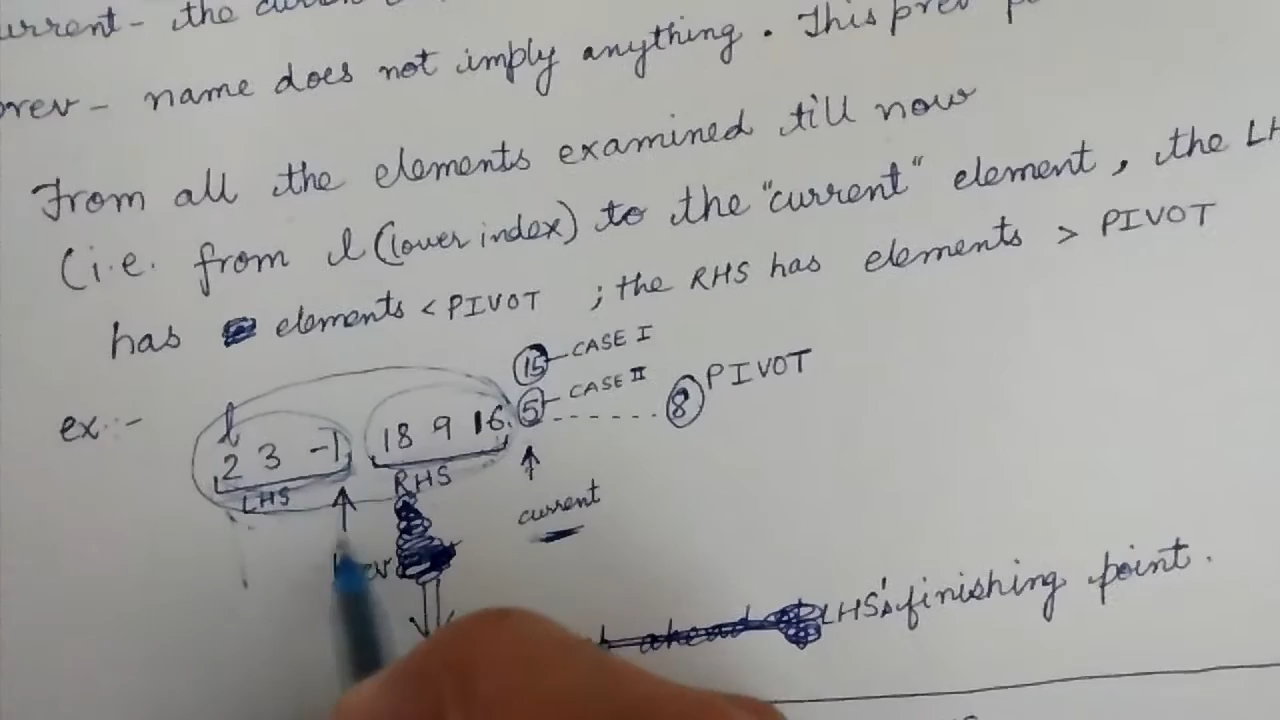 current - the
prev - name does not imply anything. This prev
From all the elements examined till now
(i.e. from l (lower index) to the "current" element, the LH
has elements < PIVOT ; the RHS has elements > PIVOT
15 - CASE I
ex:- l 5 - CASE II 8 PIVOT
2 3 -1 18 9 16
LHS RHS
current
ahead LHS's finishing point.